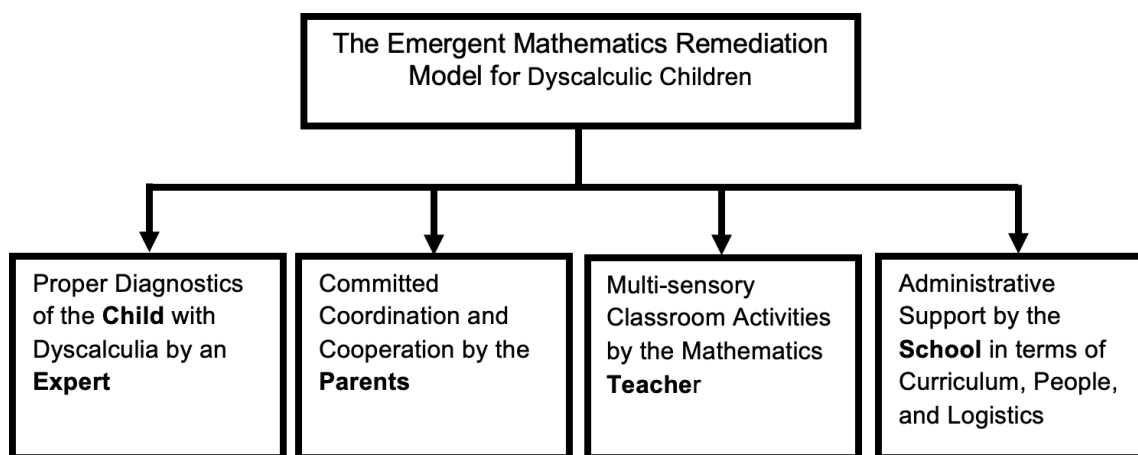 The Emergent Mathematics Remediation
Model for Dyscalculic Children
Proper Diagnostics
of the Child with
Dyscalculia by an
Expert
Committed
Coordination and
Cooperation by the
Parents
Multi-sensory
Classroom Activities
by the Mathematics
Teacher
Administrative
Support by the
School in terms of
Curriculum, People,
and Logistics